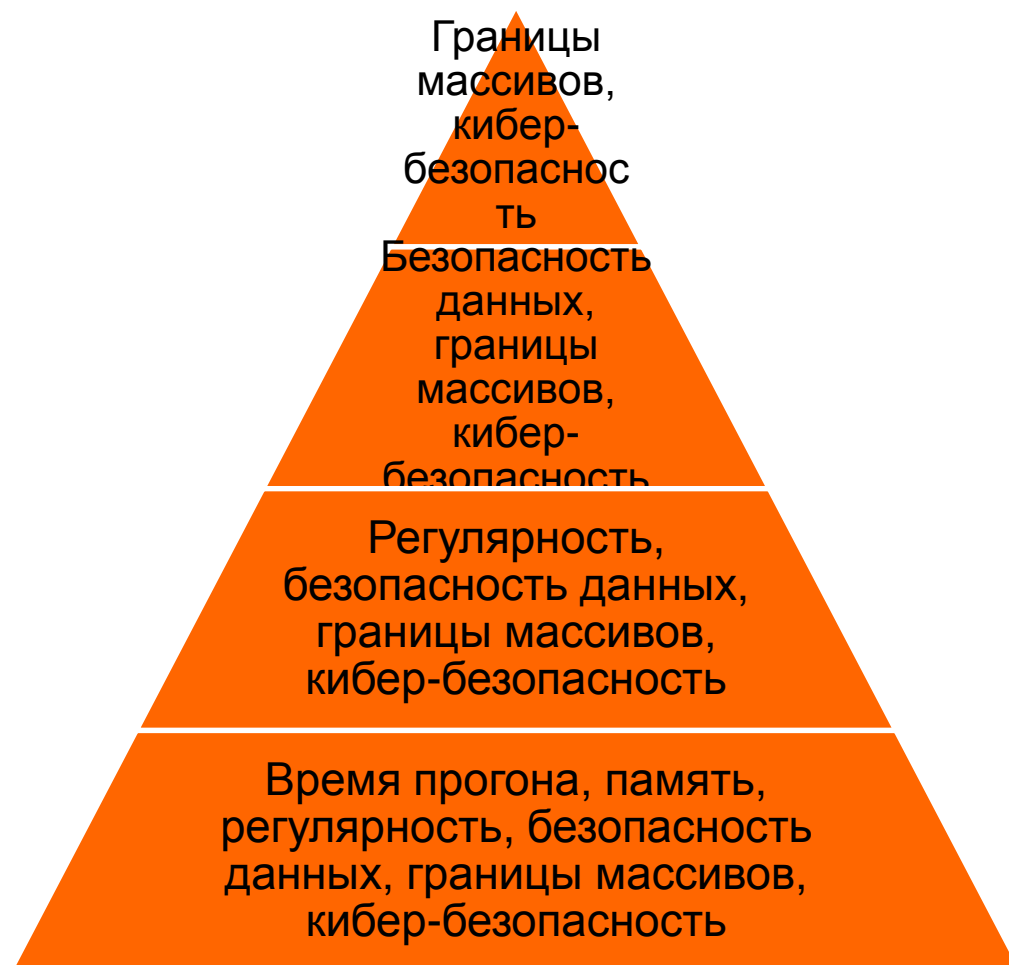 Границы
массивов,
кибер-
безопаснос
ть
Безопасность
данных,
границы
массивов,
кибер-
безопасность
Регулярность,
безопасность данных,
границы массивов,
кибер-безопасность
Время прогона, память,
регулярность, безопасность
данных, границы массивов,
кибер-безопасность